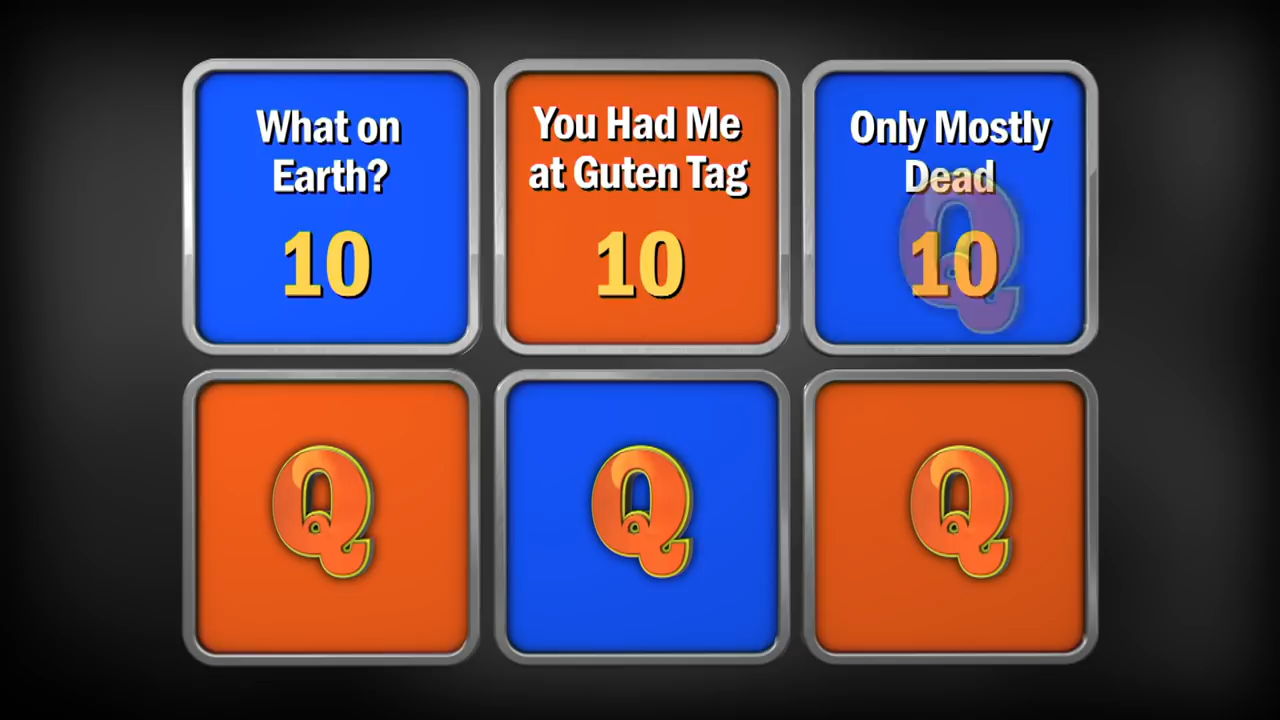 What on
Earth?
10
You Had Me
at Guten Tag
10
Only Mostly
Dead
10
Q
Q
Q
Q